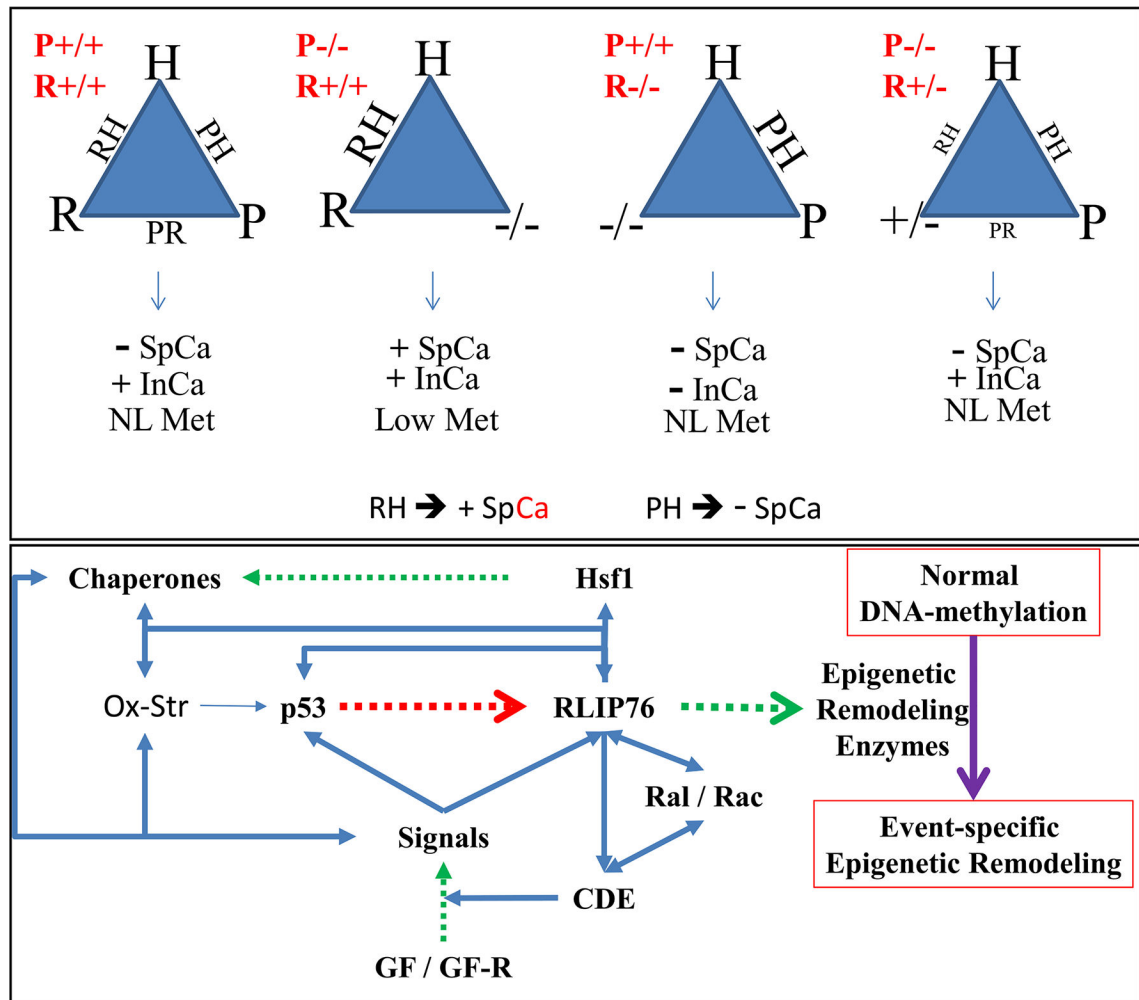 P+/+
R+/+
H
RH
PH
R
PR
P
P-/-
R+/+
H
RH
R
-/-
P+/+
R-/-
H
PH
-/-
P
P-/-
R+/-
H
RH
PH
+/-
PR
P
- SpCa
+ InCa
NL Met
+ SpCa
+ InCa
Low Met
- SpCa
- InCa
NL Met
- SpCa
+ InCa
NL Met
RH ➔ + SpCa
PH ➔ - SpCa
Chaperones
Hsf1
Normal
DNA-methylation
Ox-Str
p53
RLIP76
Epigenetic
Remodeling
Enzymes
Ral / Rac
Signals
Event-specific
Epigenetic Remodeling
CDE
GF / GF-R